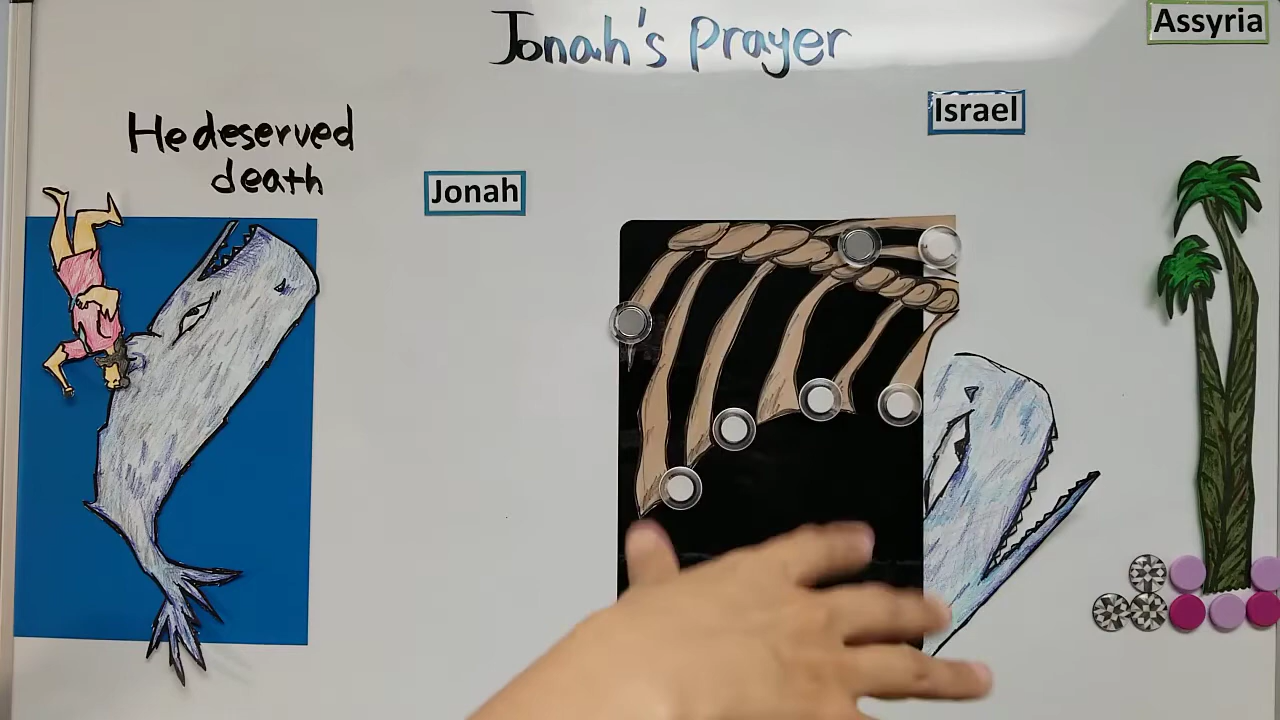 Jonah's Prayer
Assyria
Israel
He deserved
death
Jonah